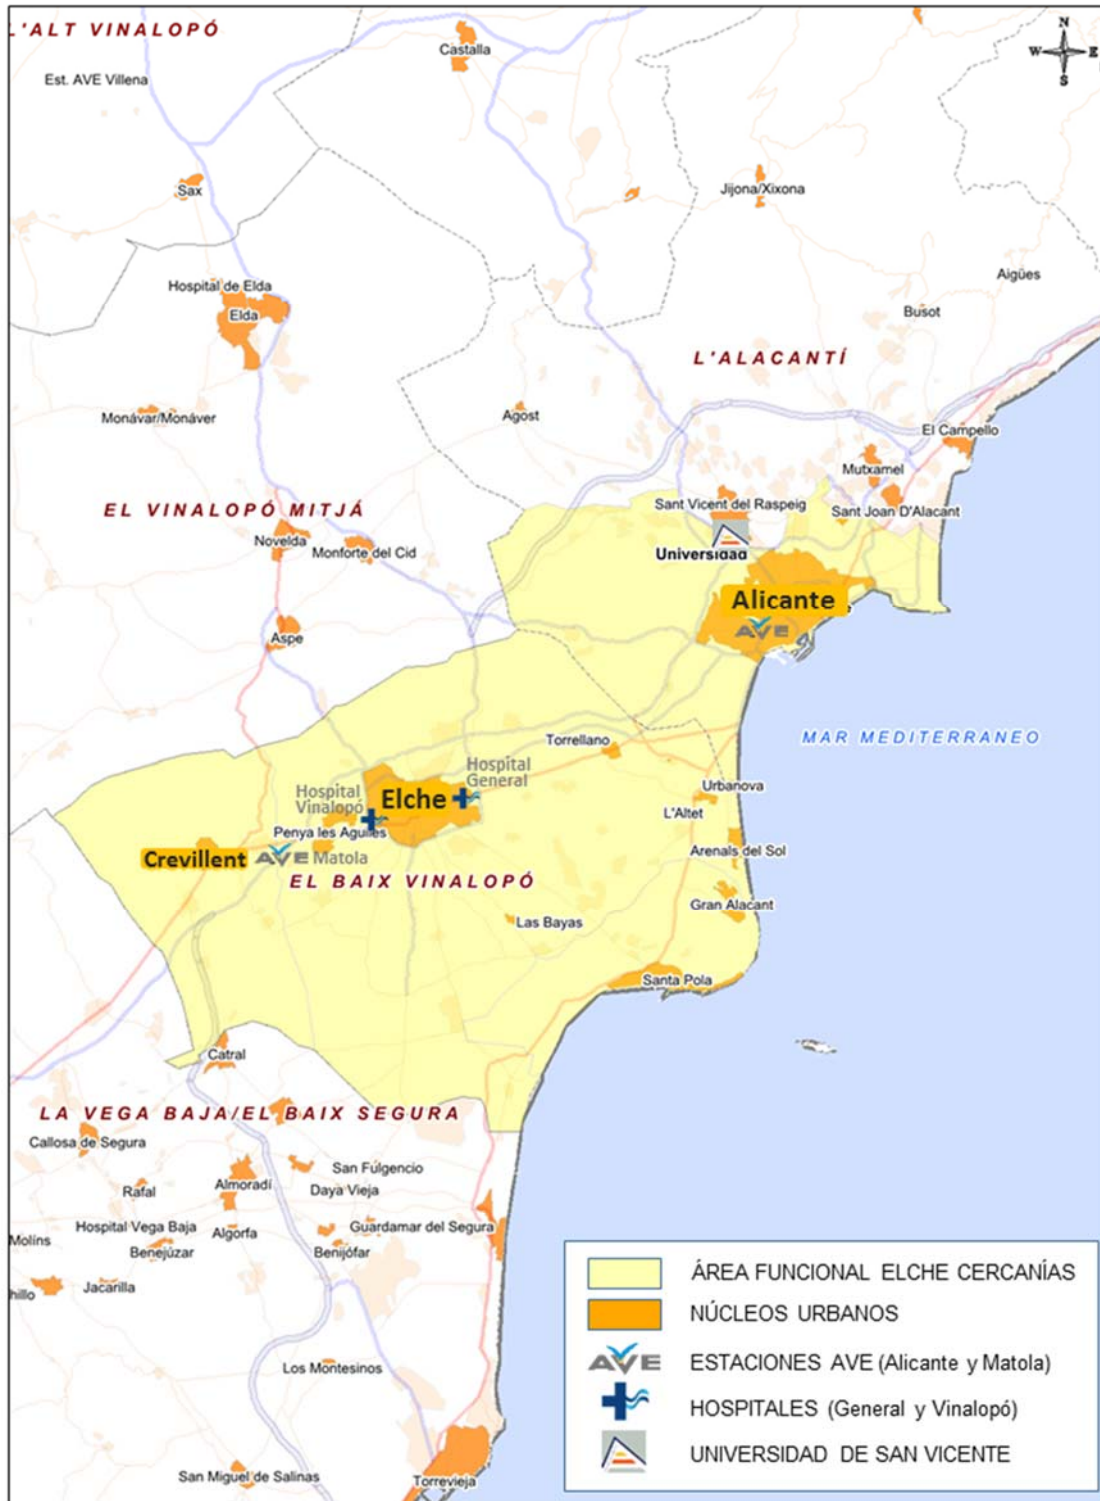 L'ALT VINALOPÓ
Castalla
N
W E
S
Est. AVE Villena
Sax
Jijona/Xixona
Aigües
Hospital de Elda
Elda
Busot
L'ALACANTÍ
Monávar/Monáver
Agost
El Campello
Mutxamel
EL VINALOPÓ MITJÁ
Sant Vicent del Raspeig
Sant Joan D'Alacant
Novelda
Monforte del Cid
Universidad
Alicante
AVE
Aspe
MAR MEDITERRANEO
Torrellano
Hospital
General
Hospital
Vinalopó
Elche
Urbanova
L'Altet
Penya les Aguiles
Crevillent
AVE Matola
Arenals del Sol
EL BAIX VINALOPÓ
Gran Alacant
Las Bayas
Santa Pola
Catral
LA VEGA BAJA/EL BAIX SEGURA
Callosa de Segura
San Fulgencio
Rafal
Almoradí
Daya Vieja
Hospital Vega Baja
Algorfa
Guardamar del Segura
Molíns
Benejúzar
Benijófar
hillo
Jacarilla
Los Montesinos
San Miguel de Salinas
Torrevieja
ÁREA FUNCIONAL ELCHE CERCANÍAS
NÚCLEOS URBANOS
AVE ESTACIONES AVE (Alicante y Matola)
HOSPITALES (General y Vinalopó)
UNIVERSIDAD DE SAN VICENTE